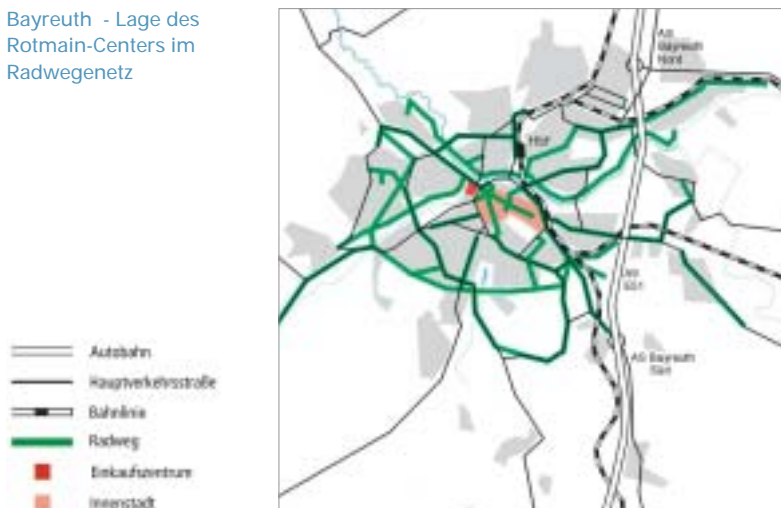 Bayreuth - Lage des
Rotmain-Centers im
Radwegenetz
AS
Bayreuth
Nord
Hbf
AS Bayreuth
Süd
Autobahn
Hauptverkehrsstraße
Bahnlinie
Radweg
Einkaufszentrum
Innenstadt